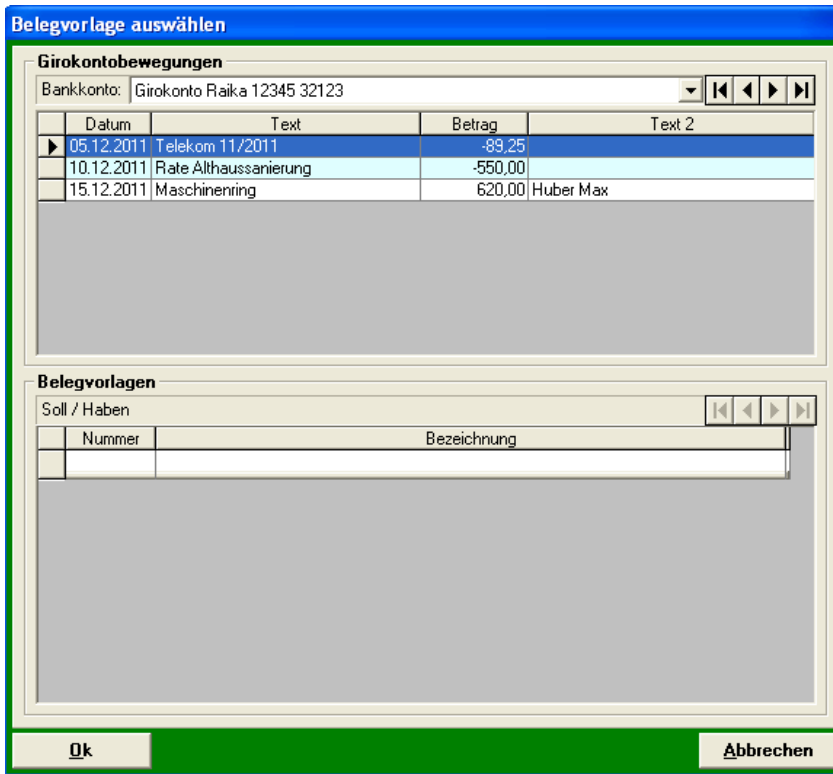 Belegvorlage auswählen
Girokontobewegungen
Bankkonto: Girokonto Raika 12345 32123
Datum Text Betrag Text 2
05.12.2011 Telekom 11/2011 -89,25
10.12.2011 Rate Althaussanierung -550,00
15.12.2011 Maschinenring 620,00 Huber Max
Belegvorlagen
Soll / Haben
Nummer Bezeichnung
Ok Abbrechen